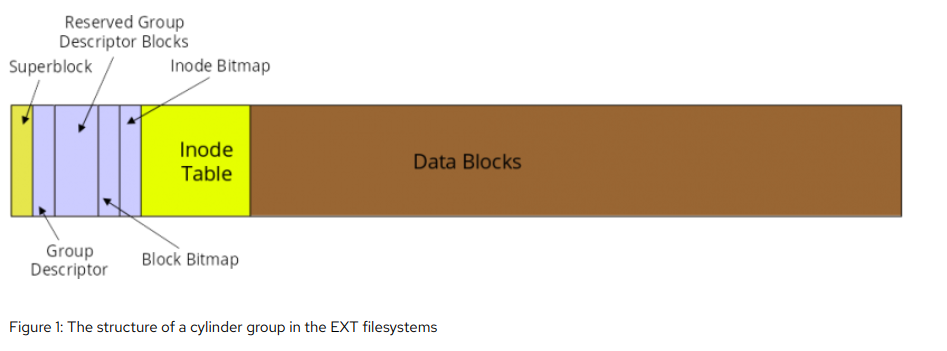 Reserved Group
Descriptor Blocks
Superblock
Inode Bitmap
Inode
Table
Data Blocks
Group
Descriptor
Block Bitmap
Figure 1: The structure of a cylinder group in the EXT filesystems